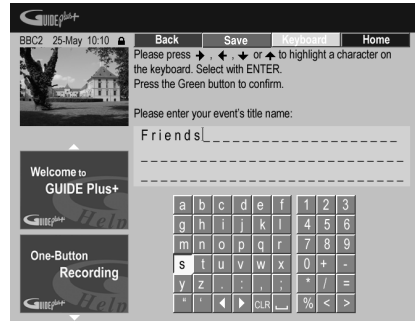 GUIDE plus+
BBC2 25-May 10:10
Back Save Keyboard Home
Please press , , or to highlight a character on
the keyboard. Select with ENTER.
Press the Green button to confirm.
Please enter your event's title name:
Friends
Welcome to
GUIDE Plus+
GUIDE plus+ Help
One-Button
Recording
GUIDE plus+ Help
a b c d e f 1 2 3
g h i j k l 4 5 6
m n o p q r 7 8 9
s t u v w x 0 + -
y z . : , ; * / =
" ' CLR % < >